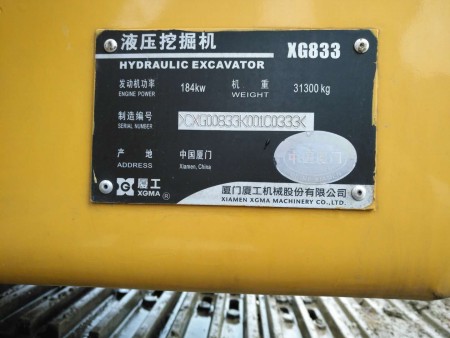 液压挖掘机 XG833
HYDRAULIC EXCAVATOR
发动机功率 184kw 机 重 31300kg
ENGINE POWER WEIGHT
制造编号 CXG00833K001C0333
SERIAL NUMBER
产 地 中国厦门
ADDRESS Xiamen, China
厦工 厦门厦工机械股份有限公司
XGMA ® XIAMEN XGMA MACHINERY CO.,LTD.